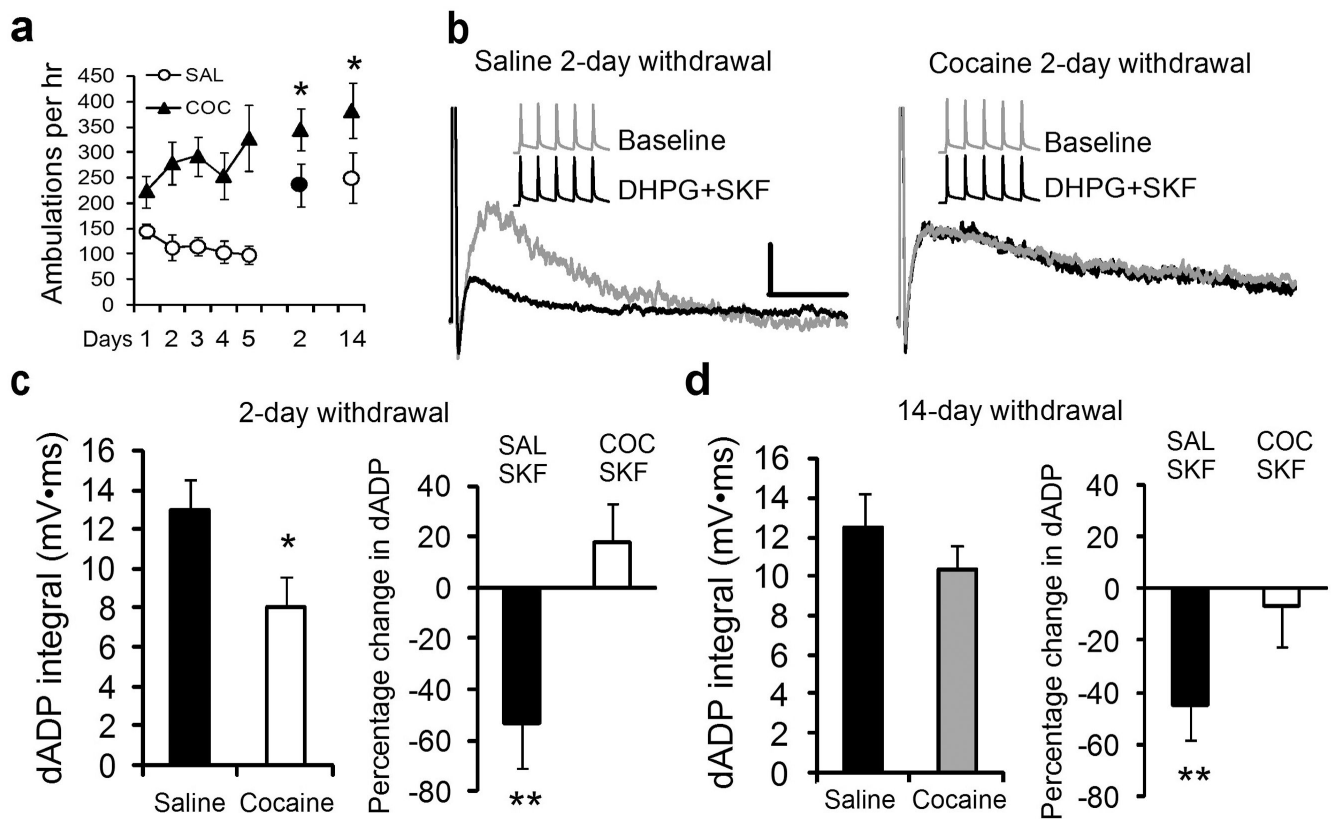 a
Ambulations per hr
450
400
350
300
250
200
150
100
50
0
SAL
COC
*
*
Days 1 2 3 4 5 2 14
b
Saline 2-day withdrawal
Baseline
DHPG+SKF
Cocaine 2-day withdrawal
Baseline
DHPG+SKF
c
2-day withdrawal
dADP integral (mV•ms)
16
14
12
10
8
6
4
2
0
*
Saline Cocaine
Percentage change in dADP
SAL COC
SKF SKF
40
20
0
-20
-40
-60
-80
**
d
14-day withdrawal
dADP integral (mV•ms)
16
14
12
10
8
6
4
2
0
Saline Cocaine
Percentage change in dADP
SAL COC
SKF SKF
40
20
0
-20
-40
-60
-80
**